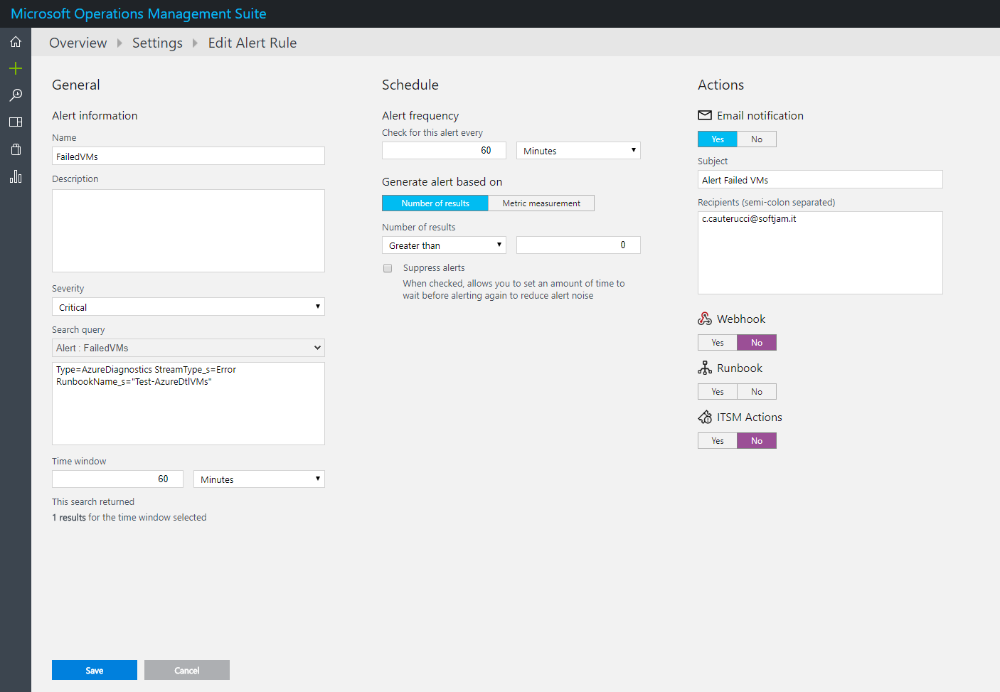 Microsoft Operations Management Suite
Overview Settings Edit Alert Rule
General
Alert information
Name
FailedVMs
Description
Severity
Critical
Search query
Alert : FailedVMs
Type=AzureDiagnostics StreamType_s=Error
RunbookName_s="Test-AzureDtlVMs"
Time window
60 Minutes
This search returned
1 results for the time window selected
Save Cancel
Schedule
Alert frequency
Check for this alert every
60 Minutes
Generate alert based on
Number of results Metric measurement
Number of results
Greater than 0
Suppress alerts
When checked, allows you to set an amount of time to
wait before alerting again to reduce alert noise
Actions
Email notification
Yes No
Subject
Alert Failed VMs
Recipients (semi-colon separated)
c.cauterucci@softjam.it
Webhook
Yes No
Runbook
Yes No
ITSM Actions
Yes No